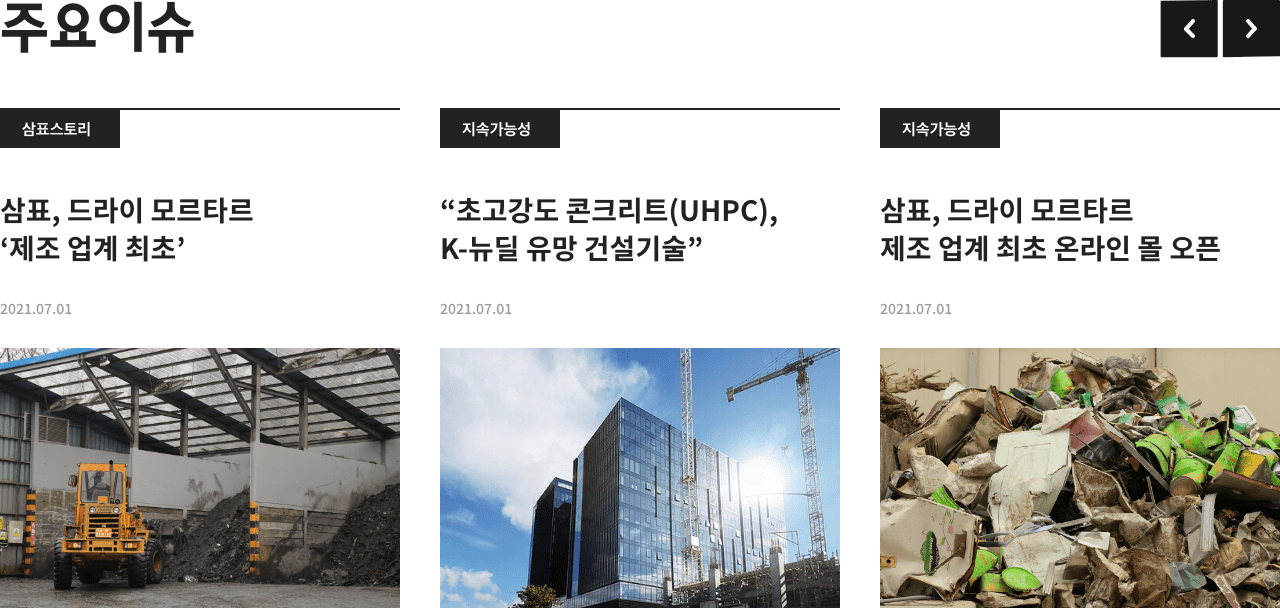 주요이슈
삼표스토리
삼표, 드라이 모르타르
‘제조 업계 최초’
2021.07.01
지속가능성
“초고강도 콘크리트(UHPC),
K-뉴딜 유망 건설기술”
2021.07.01
지속가능성
삼표, 드라이 모르타르
제조 업계 최초 온라인 몰 오픈
2021.07.01